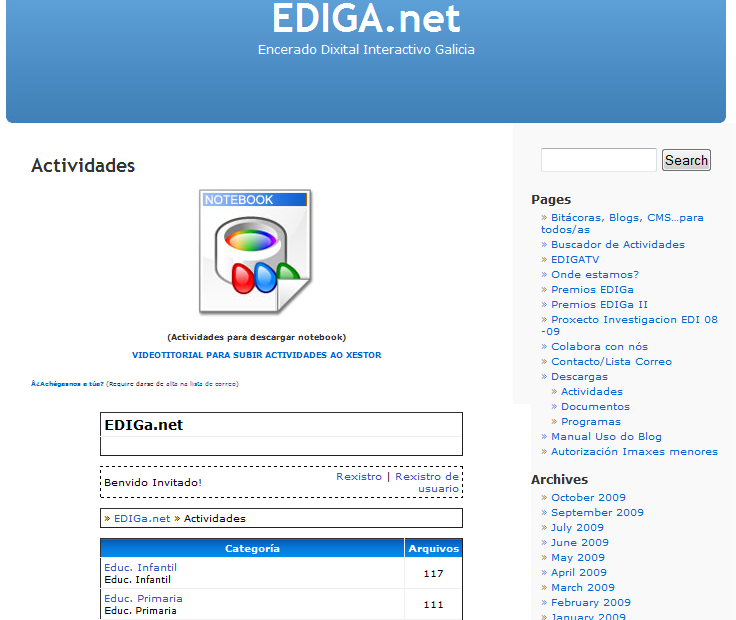 EDIGA.net
Encerado Dixital Interactivo Galicia
Actividades
NOTEBOOK
(Actividades para descargar notebook)
VIDEOTITORIAL PARA SUBIR ACTIVIDADES AO XESTOR
Â¿Achéganos a túa? (Require darse de alta na lista de correo)
EDIGa.net
Benvido Invitado!
Rexistro | Rexistro de
usuario
» EDIGa.net » Actividades
Categoría Arquivos
Educ. Infantil
Educ. Infantil
117
Educ. Primaria
Educ. Primaria
111
Search
Pages
» Bitácoras, Blogs, CMS…para
todos/as
» Buscador de Actividades
» EDIGATV
» Onde estamos?
» Premios EDIGa
» Premios EDIGa II
» Proxecto Investigacion EDI 08
-09
» Colabora con nós
» Contacto/Lista Correo
» Descargas
» Actividades
» Documentos
» Programas
» Manual Uso do Blog
» Autorización Imaxes menores
Archives
» October 2009
» September 2009
» July 2009
» June 2009
» May 2009
» April 2009
» March 2009
» February 2009
» January 2009